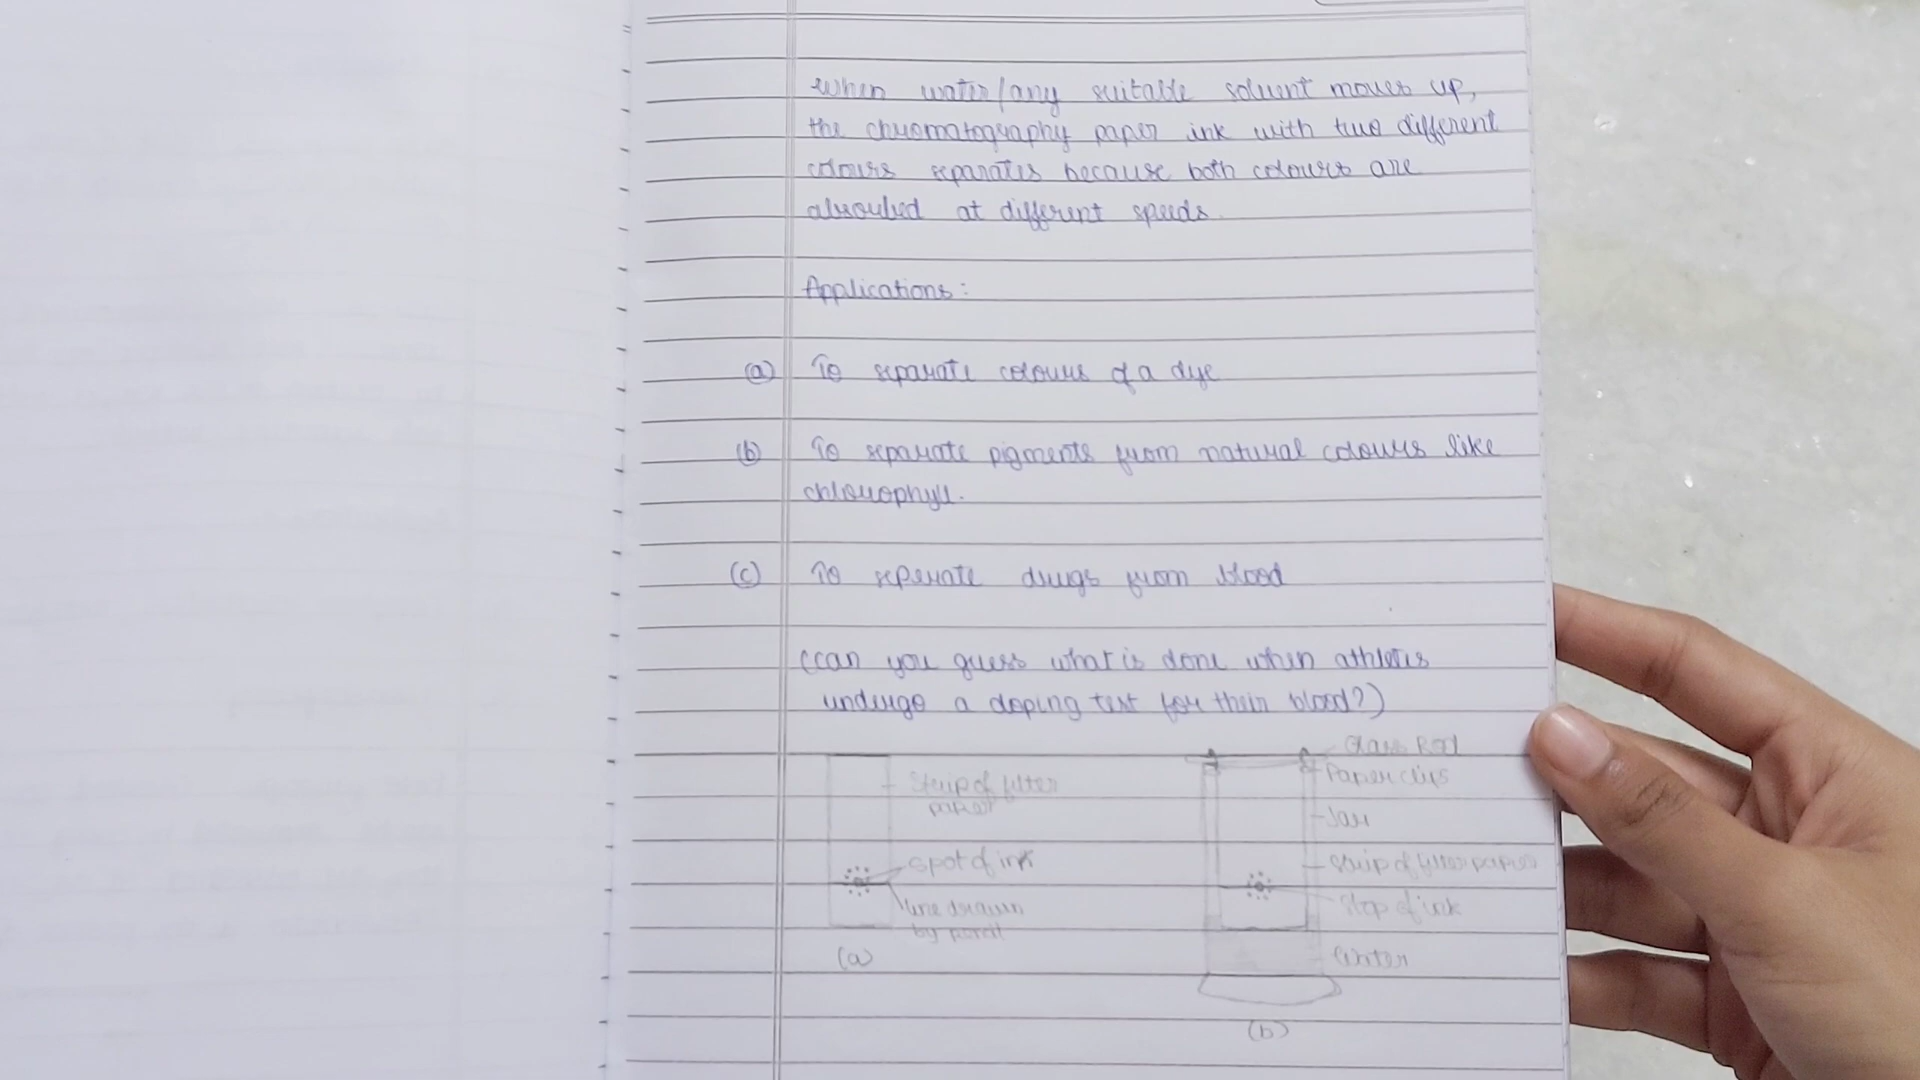 When water/any suitable solvent moves up,
the chromatography paper ink with two different
colours separates because both colours are
absorbed at different speeds.
Applications:
(a) To separate colours of a dye
(b) To separate pigments from natural colours like
chlorophyll.
(c) To seperate drugs from blood
(can you guess what is done when athletes
undergo a doping test for their blood?)
Strip of filter
paper
spot of ink
line drawn
by pencil
(a)
Glass Rod
Paper clips
Jar
strip of filter paper
Stop of ink
Water
(b)